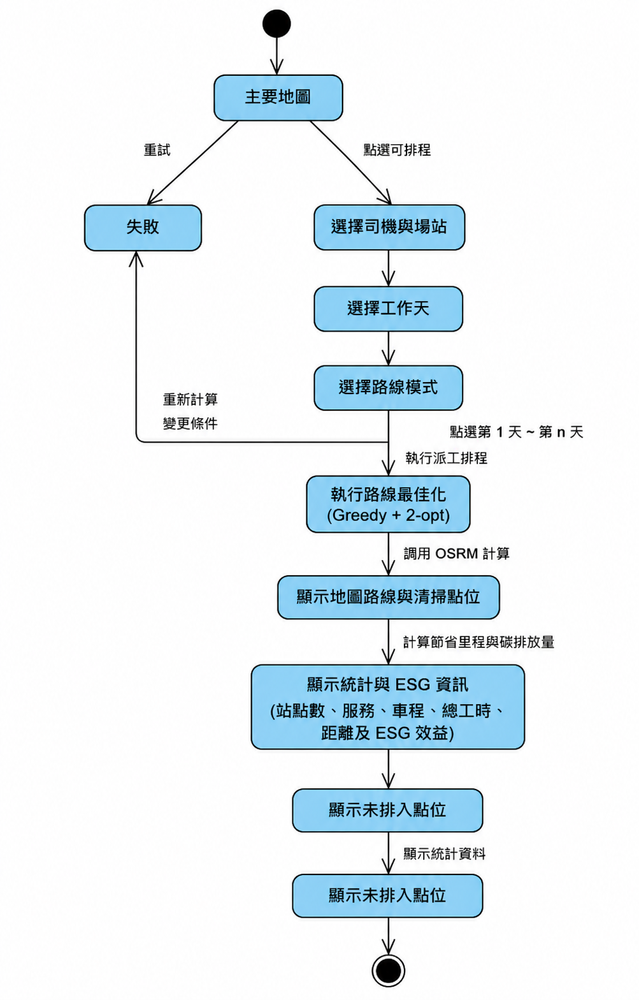 主要地圖
重試
點選可排程
失敗
選擇司機與場站
選擇工作天
選擇路線模式
重新計算
變更條件
點選第 1 天 ~ 第 n 天
執行派工排程
執行路線最佳化
(Greedy + 2-opt)
調用 OSRM 計算
顯示地圖路線與清掃點位
計算節省里程與碳排放量
顯示統計與 ESG 資訊
(站點數、服務、車程、總工時、
距離及 ESG 效益)
顯示未排入點位
顯示統計資料
顯示未排入點位